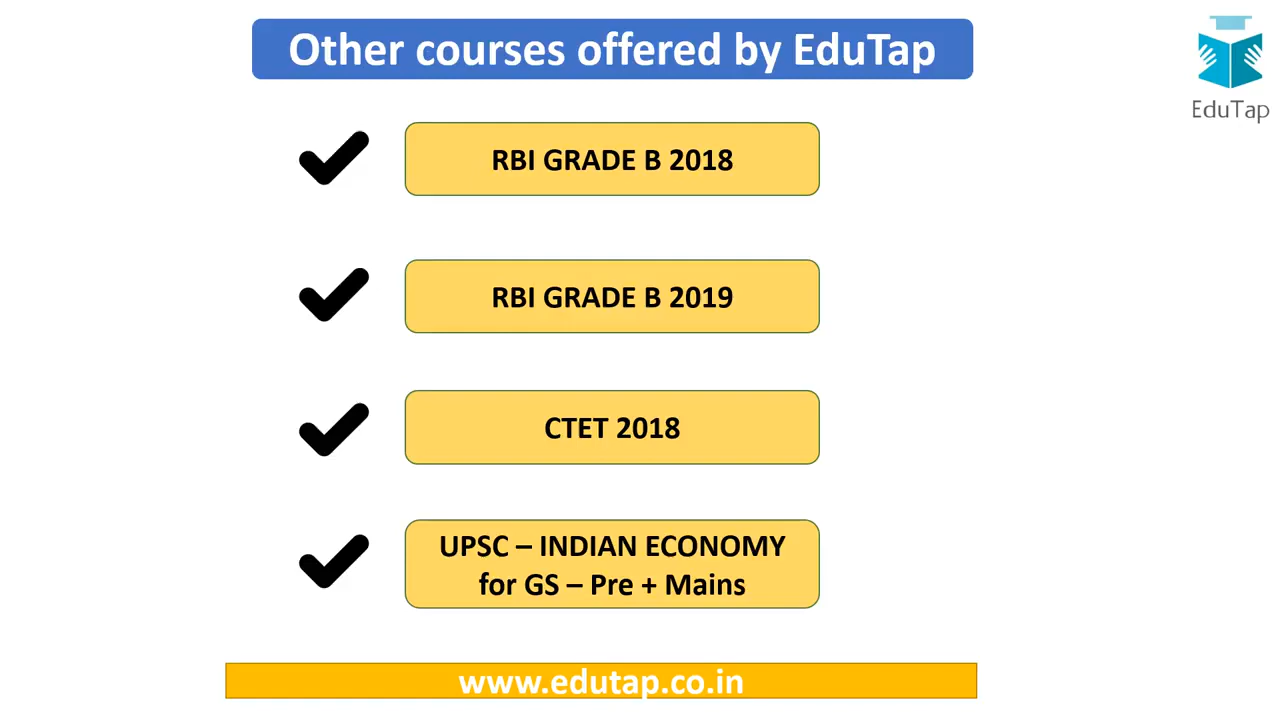 Other courses offered by EduTap
EduTap
RBI GRADE B 2018
RBI GRADE B 2019
CTET 2018
UPSC – INDIAN ECONOMY
for GS – Pre + Mains
www.edutap.co.in